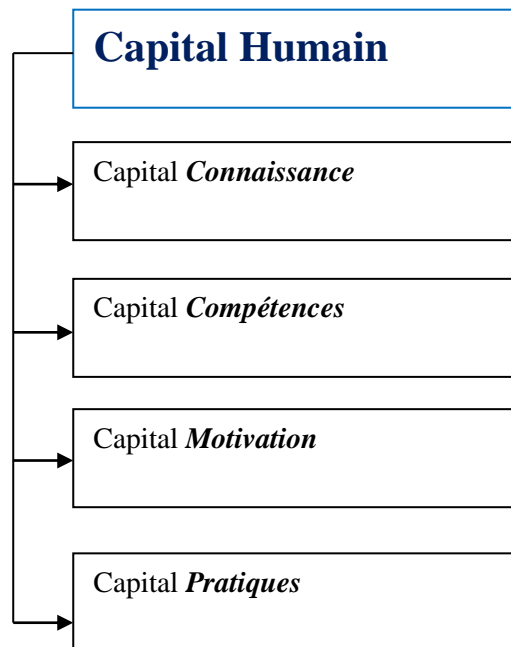 Capital Humain
Capital Connaissance
Capital Compétences
Capital Motivation
Capital Pratiques